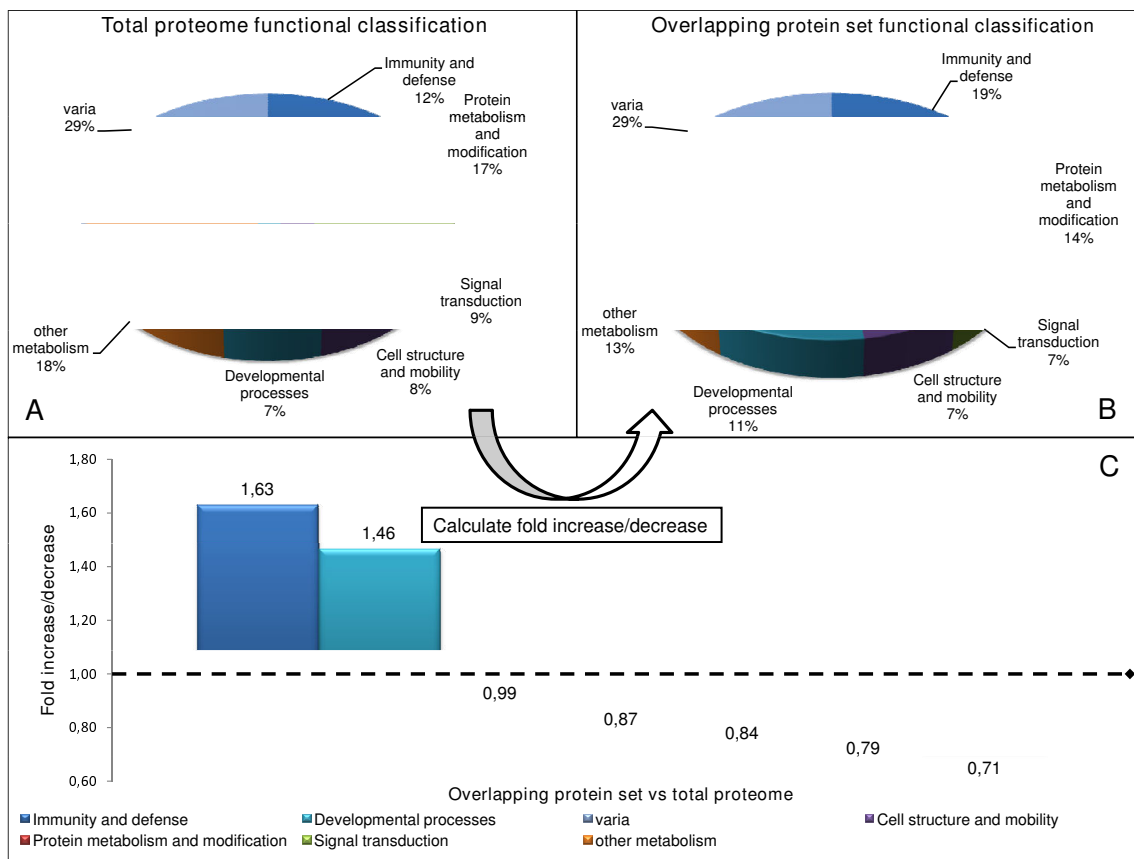 Total proteome functional classification
Immunity and
defense
12%
varia
29%
Protein
metabolism
and
modification
17%
Signal
transduction
9%
other
metabolism
18%
Cell structure
and mobility
8%
Developmental
processes
7%
A
Overlapping protein set functional classification
Immunity and
defense
19%
varia
29%
Protein
metabolism
and
modification
14%
other
metabolism
13%
Signal
transduction
7%
Cell structure
and mobility
7%
Developmental
processes
11%
B
C
Calculate fold increase/decrease
Fold increase/decrease
1,80
1,60
1,40
1,20
1,00
0,80
0,60
1,63
1,46
0,99
0,87
0,84
0,79
0,71
Overlapping protein set vs total proteome
Immunity and defense
Developmental processes
varia
Cell structure and mobility
Protein metabolism and modification
Signal transduction
other metabolism